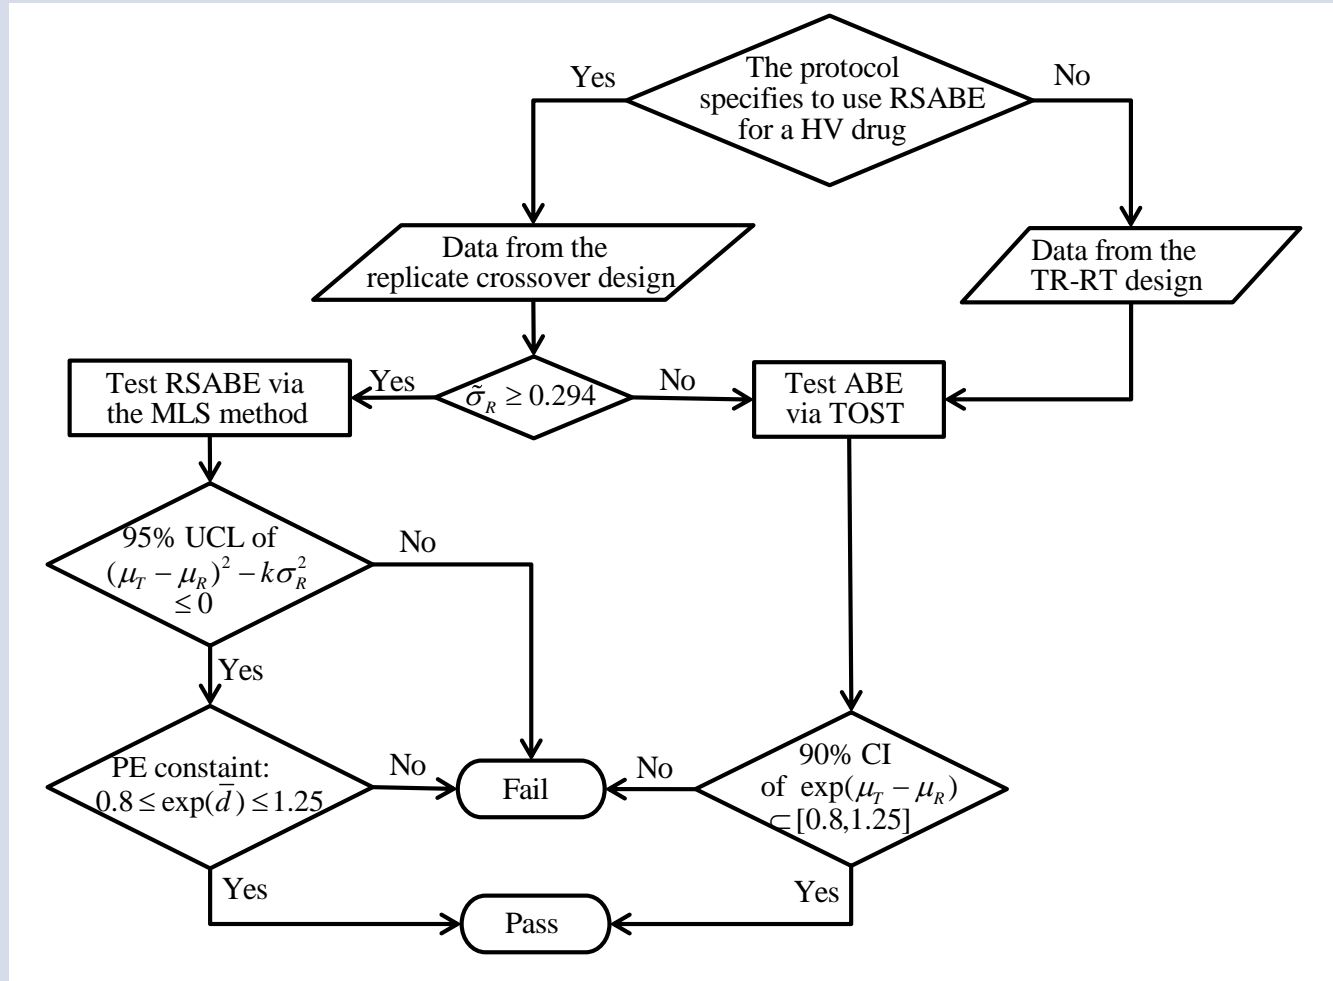 The protocol
specifies to use RSABE
for a HV drug
Yes
No
Data from the
replicate crossover design
Data from the
TR-RT design
Test RSABE via
the MLS method
Yes
σ̃_R ≥ 0.294
No
Test ABE
via TOST
95% UCL of
(μ_T − μ_R)² − kσ_R²
≤ 0
No
Yes
PE constaint:
0.8 ≤ exp(d̄) ≤ 1.25
No
Fail
No
90% CI
of exp(μ_T − μ_R)
⊂ [0.8,1.25]
Yes
Pass
Yes